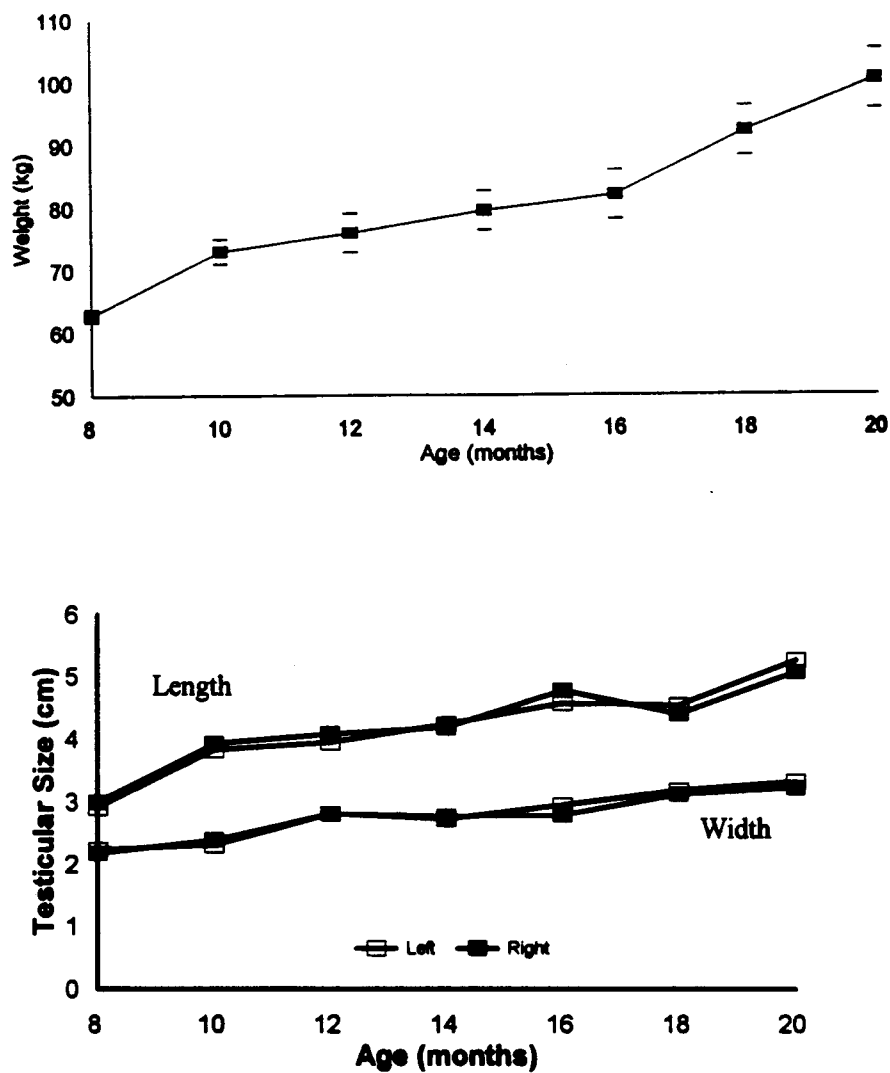 110
100
90
80
70
60
50
Weight (kg)
8 10 12 14 16 18 20
Age (months)
6
5
4
3
2
1
0
Testicular Size (cm)
Length
Width
Left Right
8 10 12 14 16 18 20
Age (months)